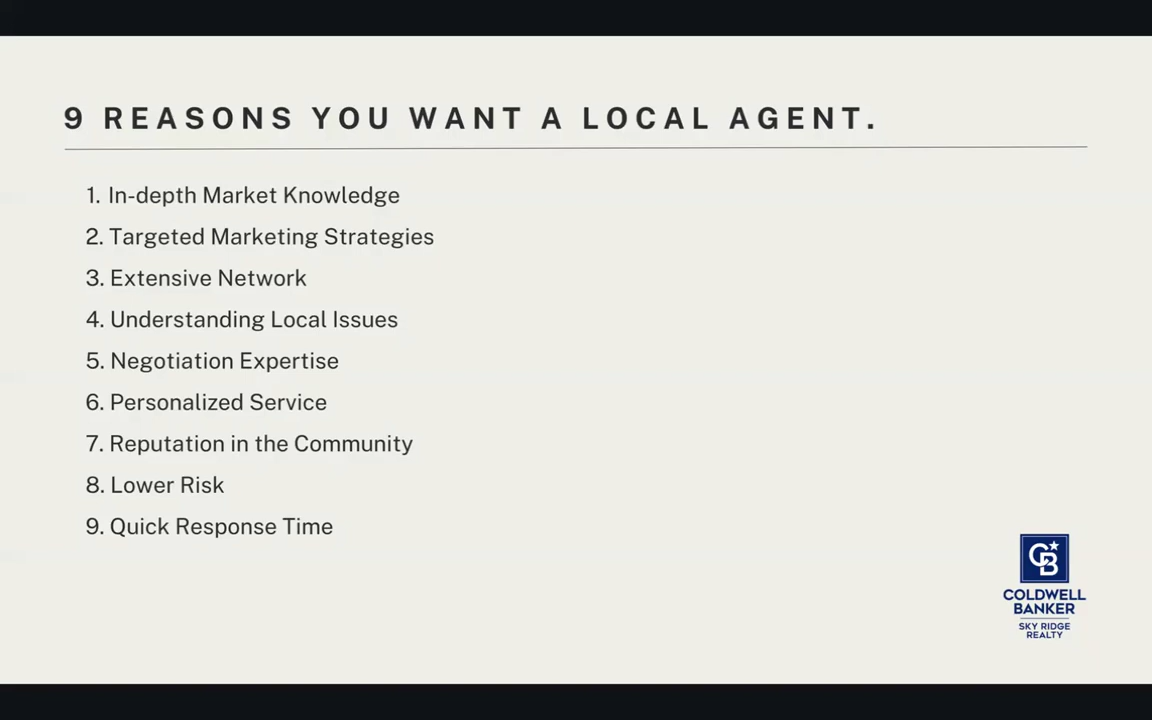 9 REASONS YOU WANT A LOCAL AGENT.
1. In-depth Market Knowledge
2. Targeted Marketing Strategies
3. Extensive Network
4. Understanding Local Issues
5. Negotiation Expertise
6. Personalized Service
7. Reputation in the Community
8. Lower Risk
9. Quick Response Time
CB
COLDWELL
BANKER
SKY RIDGE
REALTY